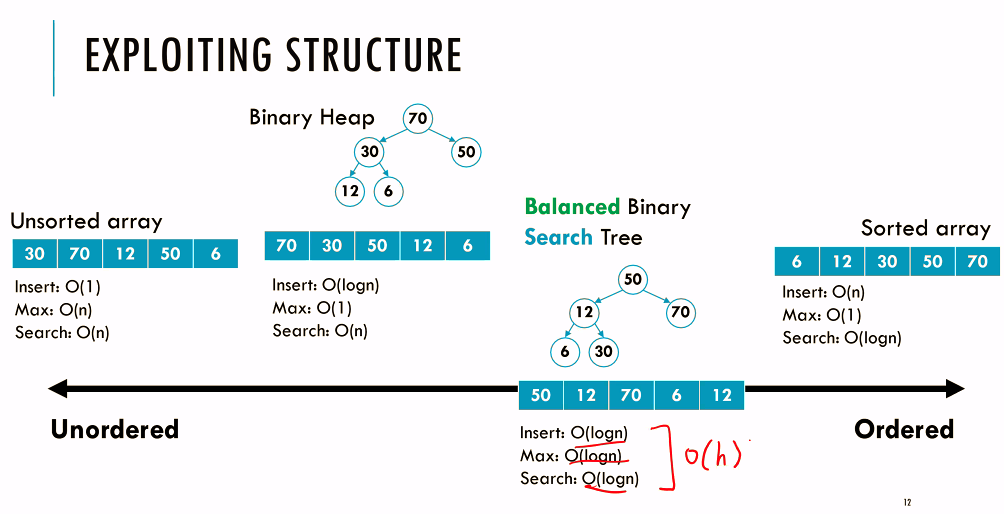 EXPLOITING STRUCTURE
Binary Heap
70
30
50
12
6
Unsorted array
30 70 12 50 6
Insert: O(1)
Max: O(n)
Search: O(n)
70 30 50 12 6
Insert: O(logn)
Max: O(1)
Search: O(n)
Balanced Binary
Search Tree
50
12
70
6
30
50 12 70 6 12
Insert: O(logn)
Max: O(logn)
Search: O(logn)
O(h)
Sorted array
6 12 30 50 70
Insert: O(n)
Max: O(1)
Search: O(logn)
Unordered
Ordered
12